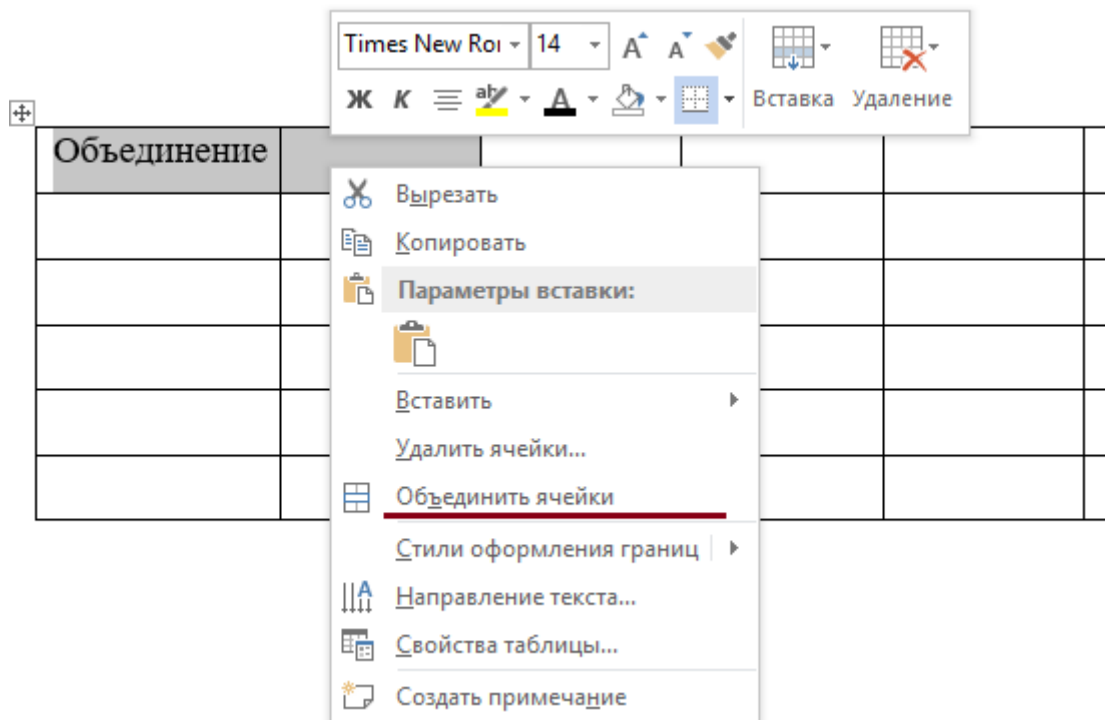 Times New Roi 14
Ж К Вставка Удаление
Объединение
Вырезать
Копировать
Параметры вставки:
Вставить
Удалить ячейки...
Объединить ячейки
Стили оформления границ
Направление текста...
Свойства таблицы...
Создать примечание